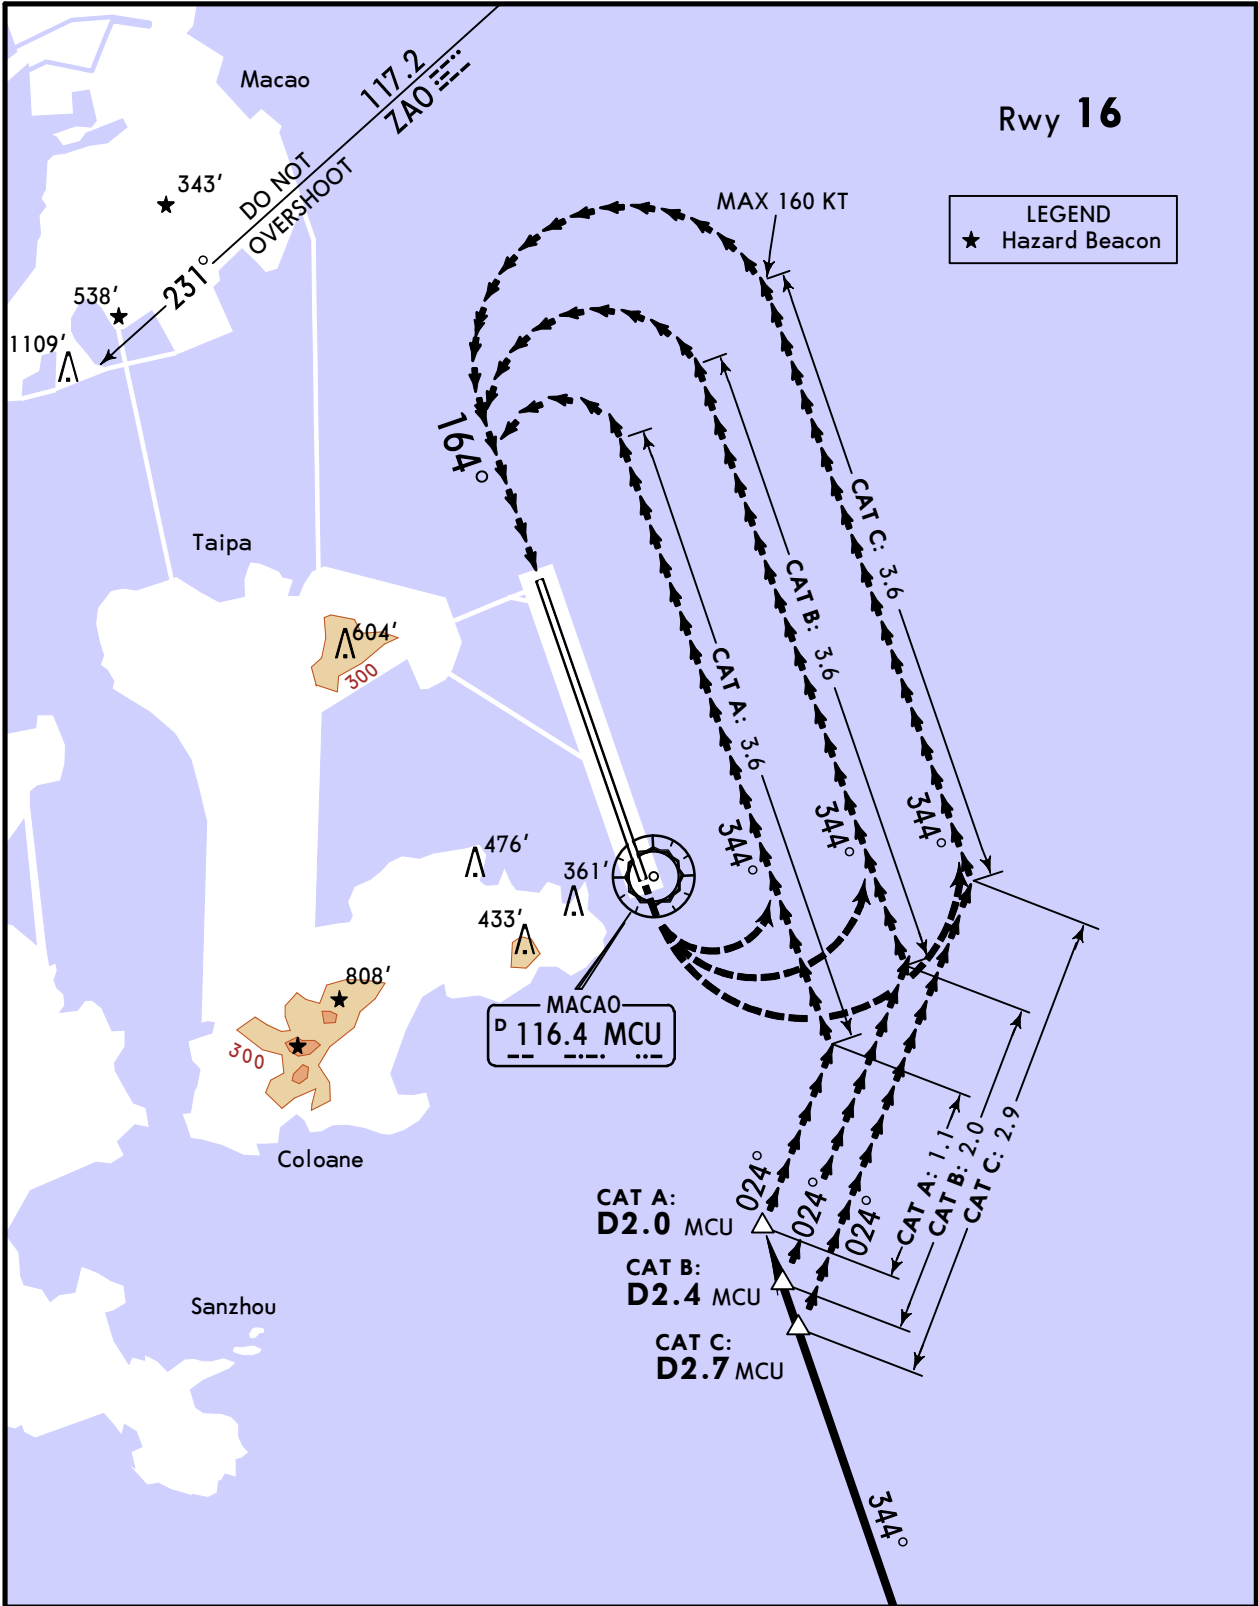 Macao
117.2
ZAO
Rwy 16
DO NOT
OVERSHOOT
343'
MAX 160 KT
LEGEND
★ Hazard Beacon
231°
538'
1109'
164°
CAT C: 3.6
Taipa
CAT B: 3.6
604'
300
CAT A: 3.6
344°
344°
344°
476'
361'
433'
808'
300
MACAO
D 116.4 MCU
Coloane
024°
024°
024°
CAT A: 1.1
CAT B: 2.0
CAT C: 2.9
CAT A:
D2.0 MCU
CAT B:
D2.4 MCU
CAT C:
D2.7 MCU
Sanzhou
344°